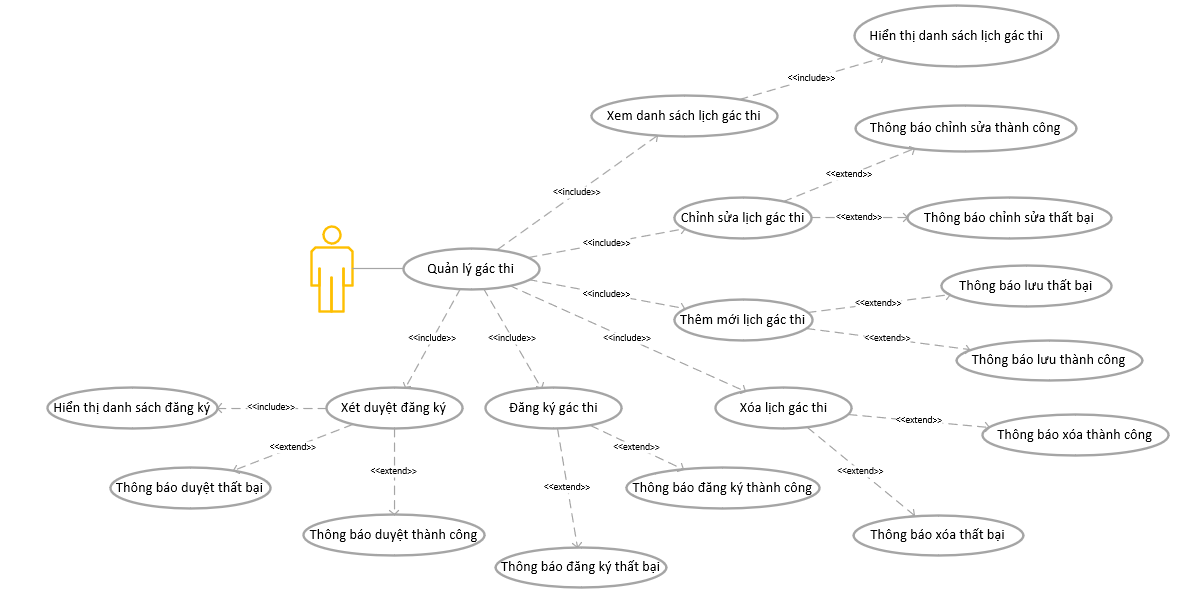 Hiển thị danh sách lịch gác thi
<<include>>
Xem danh sách lịch gác thi
Thông báo chỉnh sửa thành công
<<extend>>
<<include>>
Chỉnh sửa lịch gác thi
<<extend>>
Thông báo chỉnh sửa thất bại
<<include>>
Quản lý gác thi
Thông báo lưu thất bại
<<include>>
<<extend>>
Thêm mới lịch gác thi
<<include>>
<<include>>
<<include>>
<<extend>>
Thông báo lưu thành công
Hiển thị danh sách đăng ký
<<include>>
Xét duyệt đăng ký
Đăng ký gác thi
Xóa lịch gác thi
<<extend>>
Thông báo xóa thành công
<<extend>>
<<extend>>
<<extend>>
<<extend>>
Thông báo duyệt thất bại
<<extend>>
Thông báo đăng ký thành công
Thông báo duyệt thành công
Thông báo xóa thất bại
Thông báo đăng ký thất bại